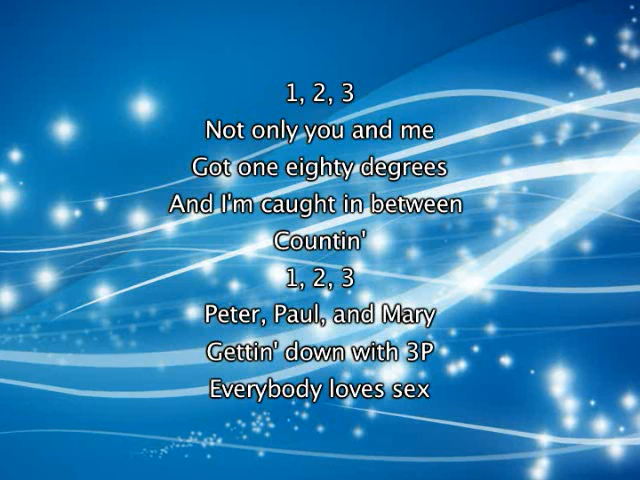 1, 2, 3
Not only you and me
Got one eighty degrees
And I'm caught in between
Countin'
1, 2, 3
Peter, Paul, and Mary
Gettin' down with 3P
Everybody loves sex